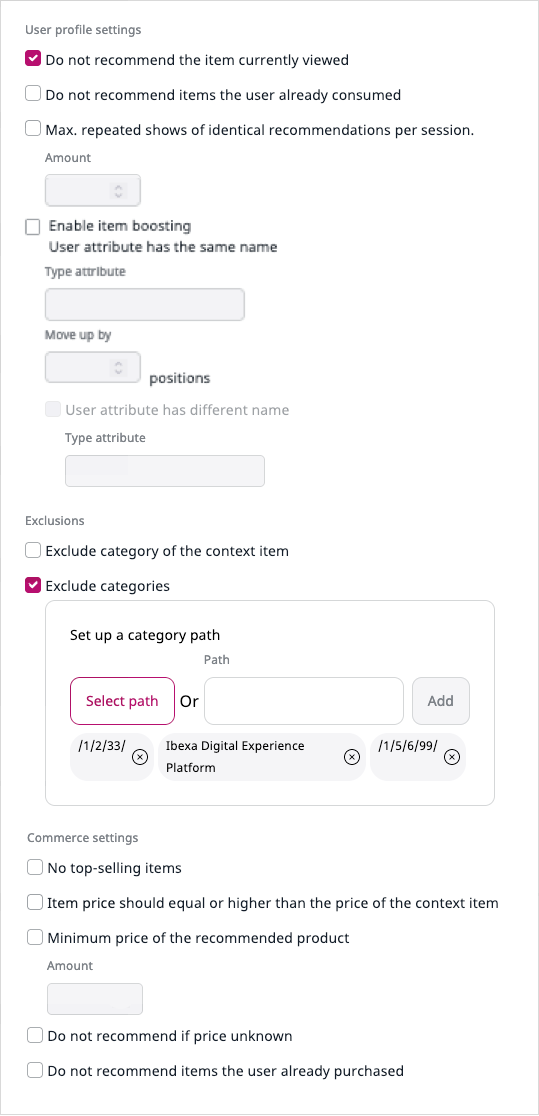 User profile settings
Do not recommend the item currently viewed
Do not recommend items the user already consumed
Max. repeated shows of identical recommendations per session.
Amount
Enable item boosting
User attribute has the same name
Type attribute
Move up by
positions
User attribute has different name
Type attribute
Exclusions
Exclude category of the context item
Exclude categories
Set up a category path
Path
Select path Or Add
/1/2/33/ Ibexa Digital Experience /1/5/6/99/
Platform
Commerce settings
No top-selling items
Item price should equal or higher than the price of the context item
Minimum price of the recommended product
Amount
Do not recommend if price unknown
Do not recommend items the user already purchased